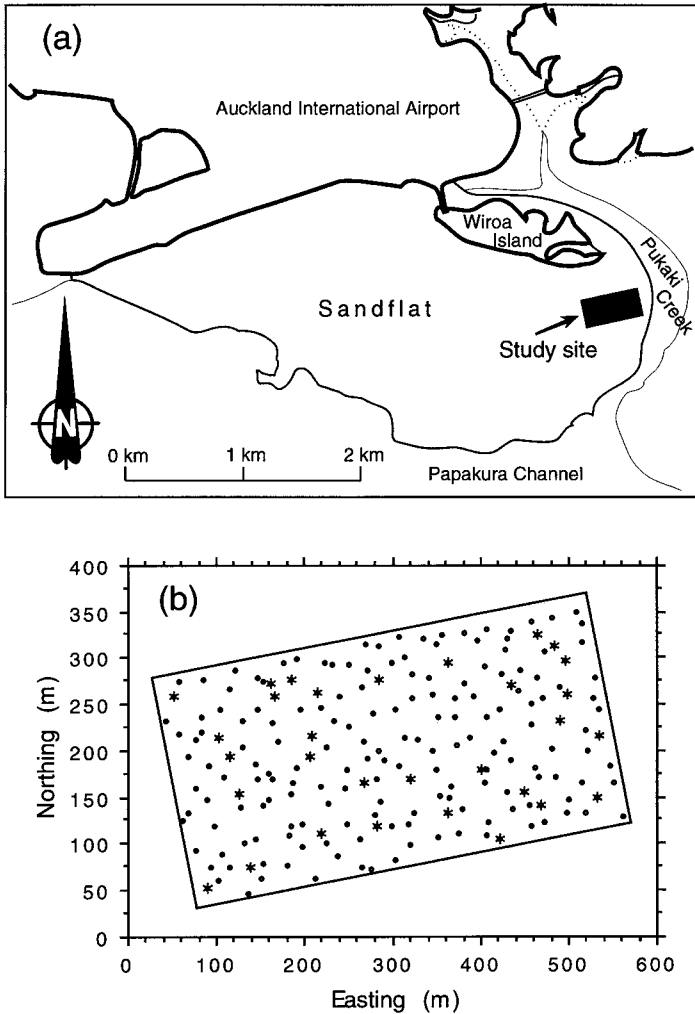 (a)
Auckland International Airport
Wiroa
Island
Pukaki
Creek
Sandflat
Study site
N
0 km 1 km 2 km
Papakura Channel
(b)
400
350
300
250
200
150
100
50
0
Northing (m)
0 100 200 300 400 500 600
Easting (m)